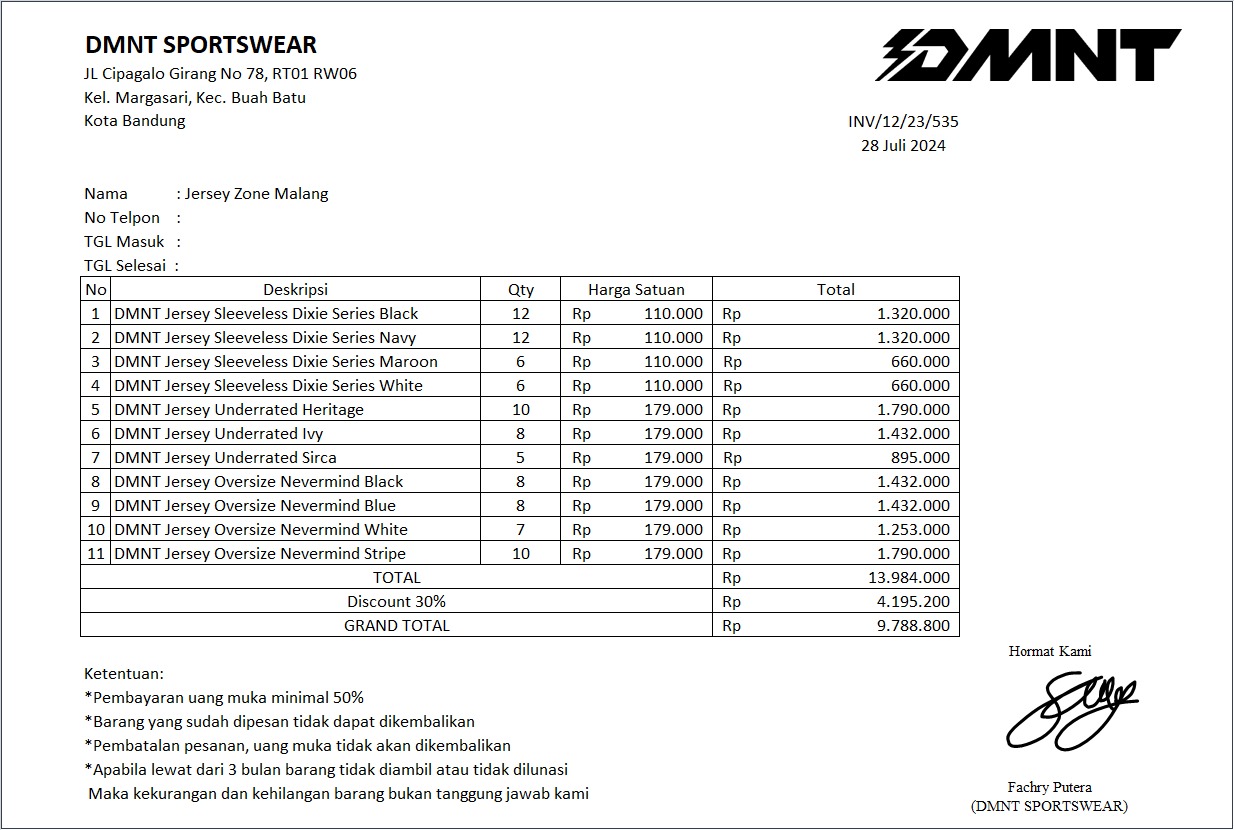 DMNT SPORTSWEAR
DMNT
JL Cipagalo Girang No 78, RT01 RW06
Kel. Margasari, Kec. Buah Batu
Kota Bandung
INV/12/23/535
28 Juli 2024
Nama : Jersey Zone Malang
No Telpon :
TGL Masuk :
TGL Selesai :
No Deskripsi Qty Harga Satuan Total
1 DMNT Jersey Sleeveless Dixie Series Black 12 Rp 110.000 Rp 1.320.000
2 DMNT Jersey Sleeveless Dixie Series Navy 12 Rp 110.000 Rp 1.320.000
3 DMNT Jersey Sleeveless Dixie Series Maroon 6 Rp 110.000 Rp 660.000
4 DMNT Jersey Sleeveless Dixie Series White 6 Rp 110.000 Rp 660.000
5 DMNT Jersey Underrated Heritage 10 Rp 179.000 Rp 1.790.000
6 DMNT Jersey Underrated Ivy 8 Rp 179.000 Rp 1.432.000
7 DMNT Jersey Underrated Sirca 5 Rp 179.000 Rp 895.000
8 DMNT Jersey Oversize Nevermind Black 8 Rp 179.000 Rp 1.432.000
9 DMNT Jersey Oversize Nevermind Blue 8 Rp 179.000 Rp 1.432.000
10 DMNT Jersey Oversize Nevermind White 7 Rp 179.000 Rp 1.253.000
11 DMNT Jersey Oversize Nevermind Stripe 10 Rp 179.000 Rp 1.790.000
TOTAL Rp 13.984.000
Discount 30% Rp 4.195.200
GRAND TOTAL Rp 9.788.800
Ketentuan:
*Pembayaran uang muka minimal 50%
*Barang yang sudah dipesan tidak dapat dikembalikan
*Pembatalan pesanan, uang muka tidak akan dikembalikan
*Apabila lewat dari 3 bulan barang tidak diambil atau tidak dilunasi
Maka kekurangan dan kehilangan barang bukan tanggung jawab kami
Hormat Kami
Fachry Putera
(DMNT SPORTSWEAR)